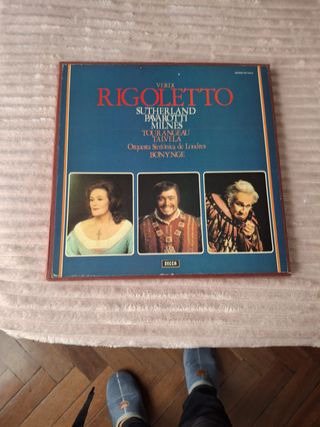 VERDI
RIGOLETTO
SUTHERLAND
PAVAROTTI
MILNES
TOURANGEAU
TALVELA
Orquesta Sinfónica de Londres
BONYNGE
DECCA